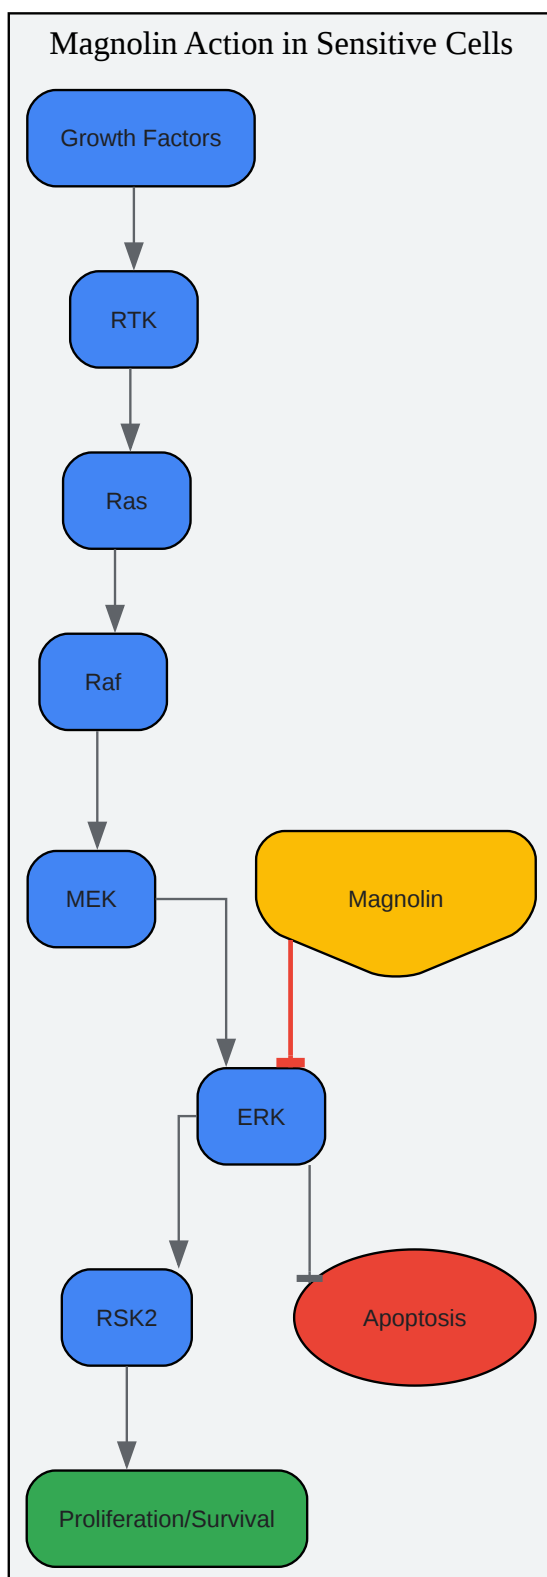 Magnolin Action in Sensitive Cells
Growth Factors
RTK
Ras
Raf
MEK
Magnolin
ERK
RSK2
Apoptosis
Proliferation/Survival